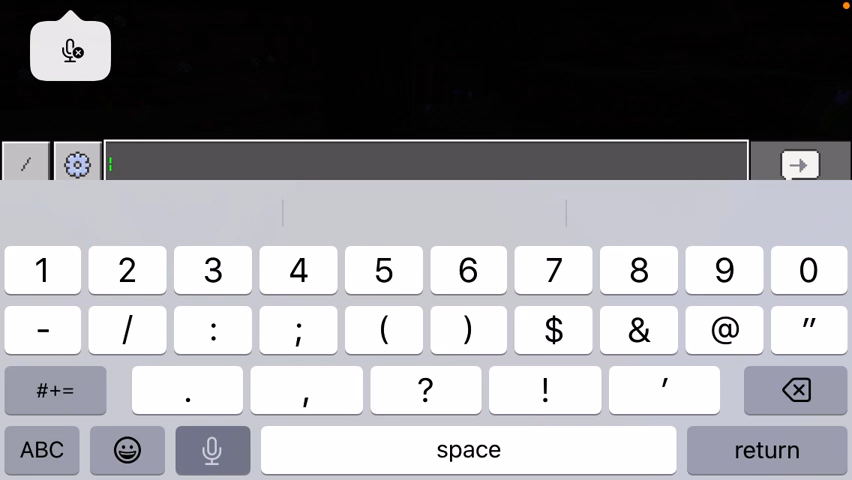 /
1 2 3 4 5 6 7 8 9 0
- / : ; ( ) $ & @ "
#+= . , ? ! '
ABC space return